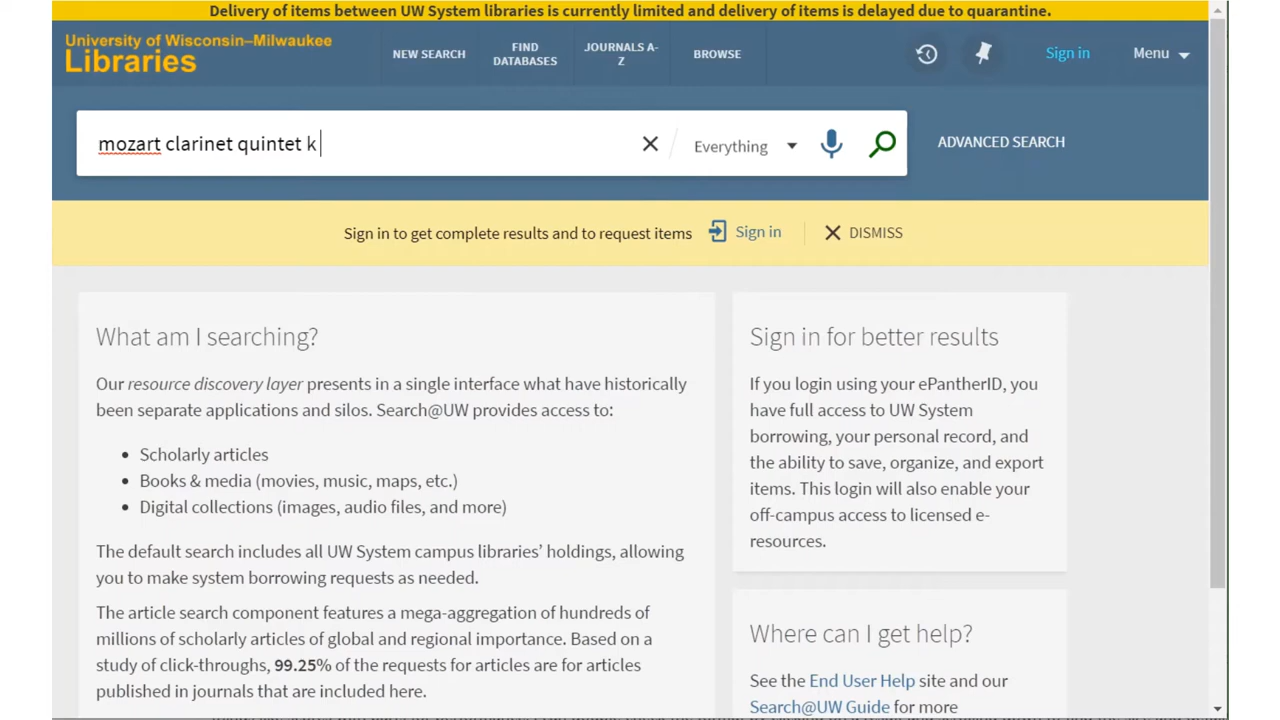 Delivery of items between UW System libraries is currently limited and delivery of items is delayed due to quarantine.
University of Wisconsin–Milwaukee
Libraries
NEW SEARCH
FIND
DATABASES
JOURNALS A-
Z
BROWSE
Sign in
Menu
mozart clarinet quintet k
Everything
ADVANCED SEARCH
Sign in to get complete results and to request items
Sign in
DISMISS
What am I searching?
Our resource discovery layer presents in a single interface what have historically
been separate applications and silos. Search@UW provides access to:
• Scholarly articles
• Books & media (movies, music, maps, etc.)
• Digital collections (images, audio files, and more)
The default search includes all UW System campus libraries’ holdings, allowing
you to make system borrowing requests as needed.
The article search component features a mega-aggregation of hundreds of
millions of scholarly articles of global and regional importance. Based on a
study of click-throughs, 99.25% of the requests for articles are for articles
published in journals that are included here.
Sign in for better results
If you login using your ePantherID, you
have full access to UW System
borrowing, your personal record, and
the ability to save, organize, and export
items. This login will also enable your
off-campus access to licensed e-
resources.
Where can I get help?
See the End User Help site and our
Search@UW Guide for more